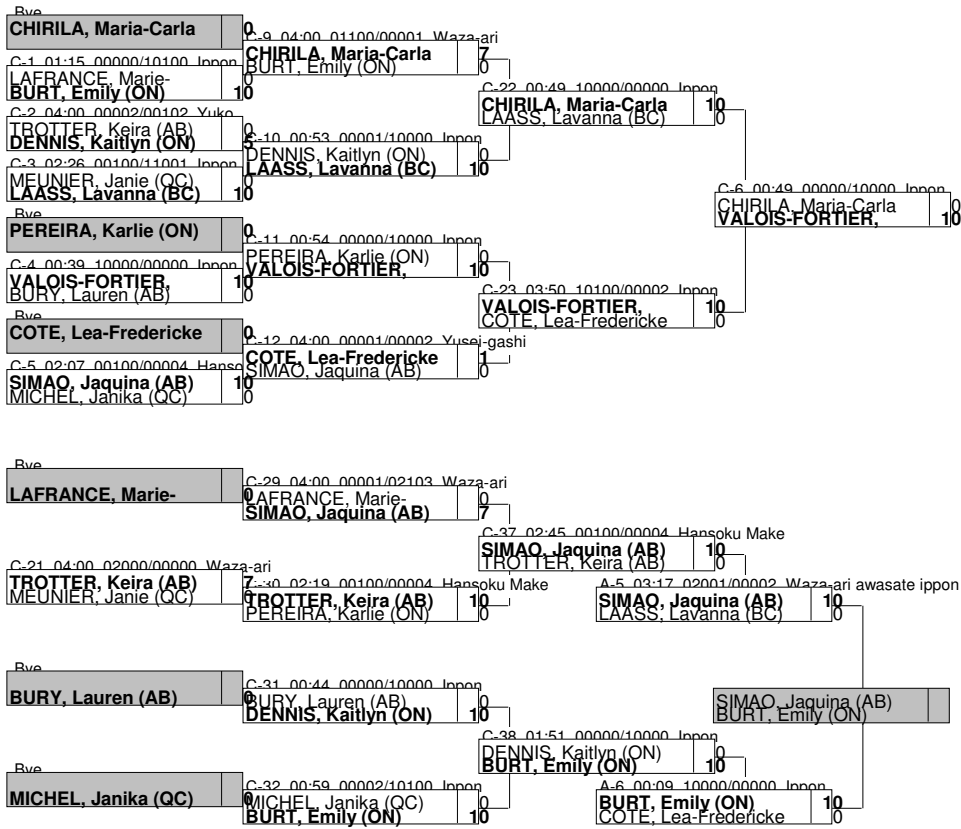 Bye
CHIRILA, Maria-Carla 0
C-1 01:15 00000/10100 Ippon
LAFRANCE, Marie- 0
BURT, Emily (ON) 10
C-2 04:00 00002/00102 Yuko
TROTTER, Keira (AB) 0
DENNIS, Kaitlyn (ON) 5
C-3 02:26 00100/11001 Ippon
MEUNIER, Janie (QC) 0
LAASS, Lavanna (BC) 10
Bye
PEREIRA, Karlie (ON) 0
C-4 00:39 10000/00000 Ippon
VALOIS-FORTIER, 10
BURY, Lauren (AB) 0
Bye
COTE, Lea-Fredericke 0
C-5 02:07 00100/00004 Hanso
SIMAO, Jaquina (AB) 10
MICHEL, Janika (QC) 0
C-9 04:00 01100/00001 Waza-ari
CHIRILA, Maria-Carla 7
BURT, Emily (ON) 0
C-10 00:53 00001/10000 Ippon
DENNIS, Kaitlyn (ON) 0
LAASS, Lavanna (BC) 10
C-11 00:54 00000/10000 Ippon
PEREIRA, Karlie (ON) 0
VALOIS-FORTIER, 10
C-12 04:00 00001/00002 Yusei-gashi
COTE, Lea-Fredericke 1
SIMAO, Jaquina (AB) 0
C-22 00:49 10000/00000 Ippon
CHIRILA, Maria-Carla 10
LAASS, Lavanna (BC) 0
C-23 03:50 10100/00002 Ippon
VALOIS-FORTIER, 10
COTE, Lea-Fredericke 0
C-6 00:49 00000/10000 Ippon
CHIRILA, Maria-Carla 0
VALOIS-FORTIER, 10
Bye
LAFRANCE, Marie- 0
C-21 04:00 02000/00000 Waza-ari
TROTTER, Keira (AB) 7
MEUNIER, Janie (QC) 0
Bye
BURY, Lauren (AB) 0
Bye
MICHEL, Janika (QC) 0
C-29 04:00 00001/02103 Waza-ari
LAFRANCE, Marie- 0
SIMAO, Jaquina (AB) 7
C-30 02:19 00100/00004 Hansoku Make
TROTTER, Keira (AB) 10
PEREIRA, Karlie (ON) 0
C-31 00:44 00000/10000 Ippon
BURY, Lauren (AB) 0
DENNIS, Kaitlyn (ON) 10
C-32 00:59 00002/10100 Ippon
MICHEL, Janika (QC) 0
BURT, Emily (ON) 10
C-37 02:45 00100/00004 Hansoku Make
SIMAO, Jaquina (AB) 10
TROTTER, Keira (AB) 0
C-38 01:51 00000/10000 Ippon
DENNIS, Kaitlyn (ON) 0
BURT, Emily (ON) 10
A-5 03:17 02001/00002 Waza-ari awasate ippon
SIMAO, Jaquina (AB) 10
LAASS, Lavanna (BC) 0
A-6 00:09 10000/00000 Ippon
BURT, Emily (ON) 10
COTE, Lea-Fredericke 0
SIMAO, Jaquina (AB)
BURT, Emily (ON)